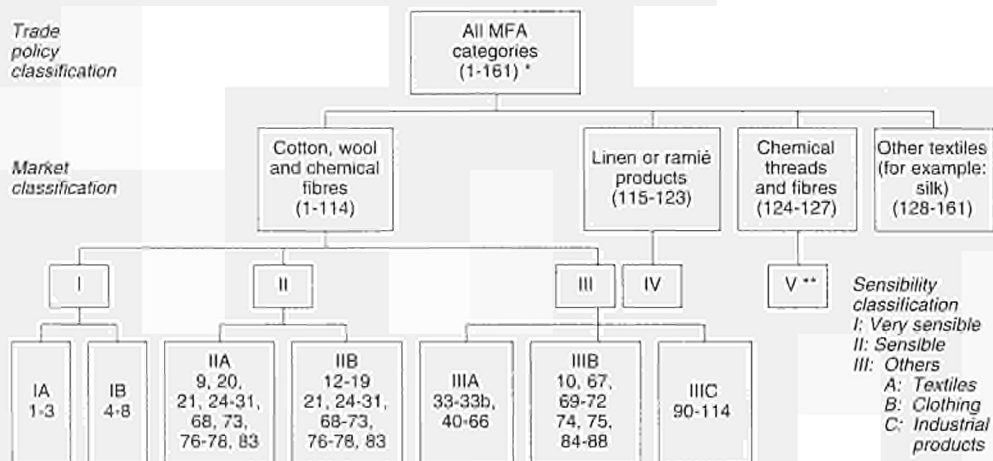 Trade
policy
classification
All MFA
categories
(1-161) *
Market
classification
Cotton, wool
and chemical
fibres
(1-114)
Linen or ramié
products
(115-123)
Chemical
threads
and fibres
(124-127)
Other textiles
(for example:
silk)
(128-161)
I
II
III
IV
V **
Sensibility
classification
I: Very sensible
II: Sensible
III: Others
A: Textiles
B: Clothing
C: Industrial
products
IA
1-3
IB
4-8
IIA
9, 20,
21, 24-31,
68, 73,
76-78, 83
IIB
12-19
21, 24-31,
68-73,
76-78, 83
IIIA
33-33b,
40-66
IIIB
10, 67,
69-72
74, 75,
84-88
IIIC
90-114